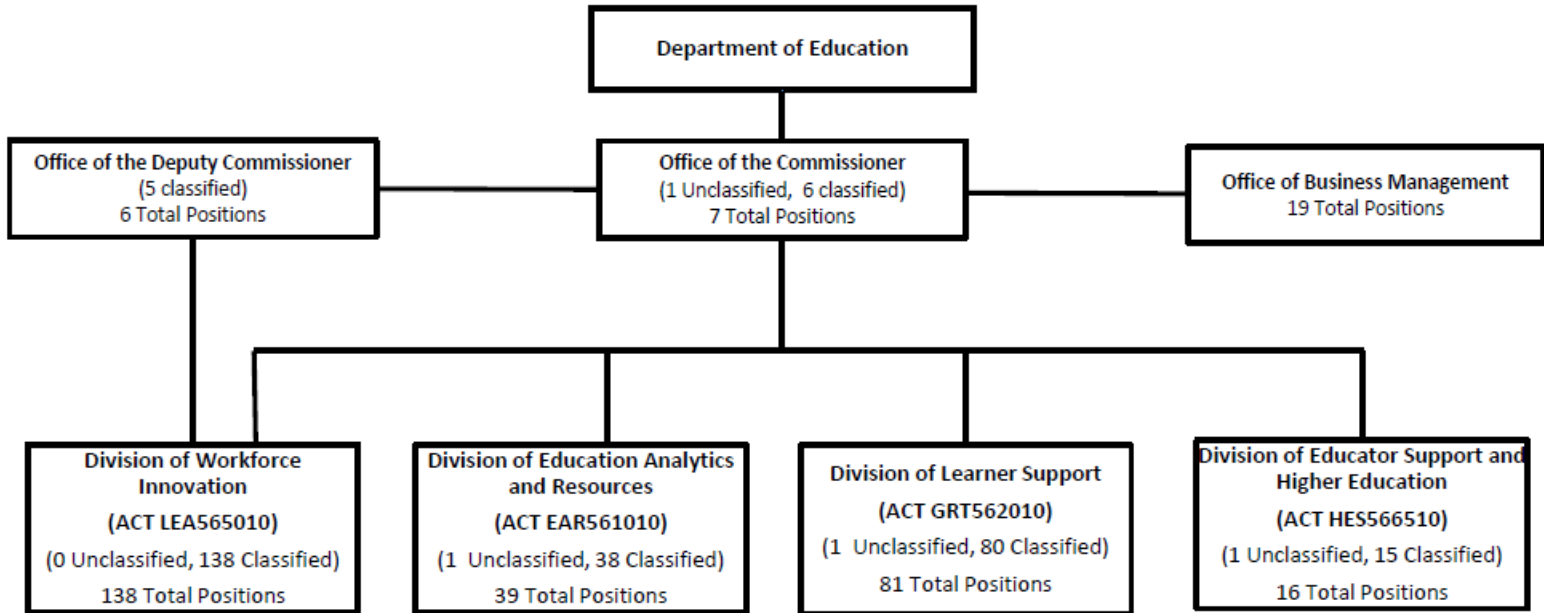 Department of Education
Office of the Deputy Commissioner
(5 classified)
6 Total Positions
Office of the Commissioner
(1 Unclassified,  6 classified)
7 Total Positions
Office of Business Management
19 Total Positions
Division of Workforce
Innovation
(ACT LEA565010)
(0 Unclassified, 138 Classified)
138 Total Positions
Division of Education Analytics
and Resources
(ACT EAR561010)
(1  Unclassified, 38 Classified)
39 Total Positions
Division of Learner Support
(ACT GRT562010)
(1  Unclassified, 80 Classified)
81 Total Positions
Division of Educator Support and
Higher Education
(ACT HES566510)
(1 Unclassified, 15 Classified)
16 Total Positions